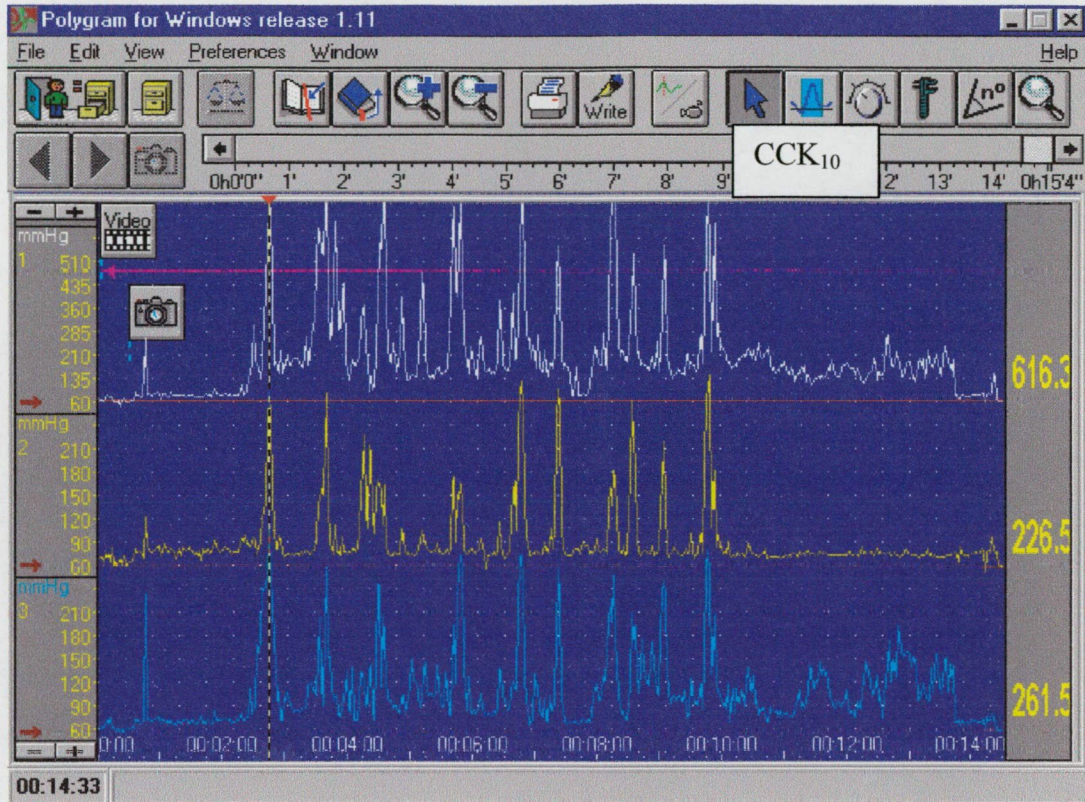 Polygram for Windows release 1.11
File Edit View Preferences Window Help
Write
nº
CCK₁₀
0h0'0" 1' 2' 3' 4' 5' 6' 7' 8' 9' 2' 13' 14' 0h15'4"
Video
mmHg
1
510
435
360
285
210
135
60
616.3
mmHg
2
210
180
150
120
90
60
226.5
mmHg
3
210
180
150
120
90
60
261.5
0:00 00:02:00 00:04:00 00:06:00 00:08:00 00:10:00 00:12:00 00:14:00
00:14:33